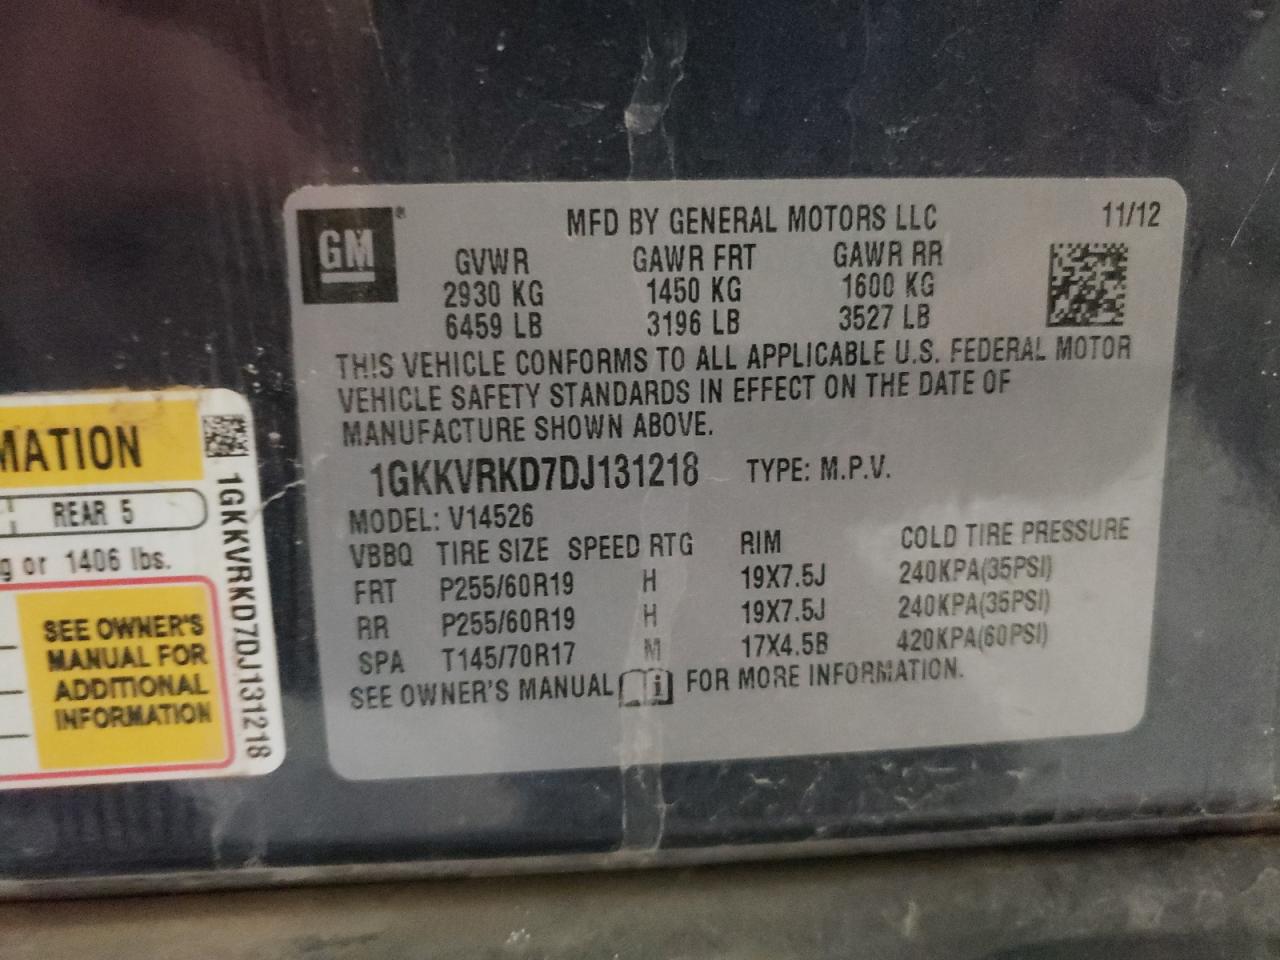 GM
MFD BY GENERAL MOTORS LLC
11/12
GVWR GAWR FRT GAWR RR
2930 KG 1450 KG 1600 KG
6459 LB 3196 LB 3527 LB
THIS VEHICLE CONFORMS TO ALL APPLICABLE U.S. FEDERAL MOTOR
VEHICLE SAFETY STANDARDS IN EFFECT ON THE DATE OF
MANUFACTURE SHOWN ABOVE.
1GKKVRKD7DJ131218 TYPE: M.P.V.
MODEL: V14526
VBBQ TIRE SIZE SPEED RTG RIM COLD TIRE PRESSURE
FRT P255/60R19 H 19X7.5J 240KPA(35PSI)
RR P255/60R19 H 19X7.5J 240KPA(35PSI)
SPA T145/70R17 M 17X4.5B 420KPA(60PSI)
SEE OWNER'S MANUAL i FOR MORE INFORMATION.
MATION
REAR 5
g or 1406 lbs.
SEE OWNER'S
MANUAL FOR
ADDITIONAL
INFORMATION
1GKKVRKD7DJ131218